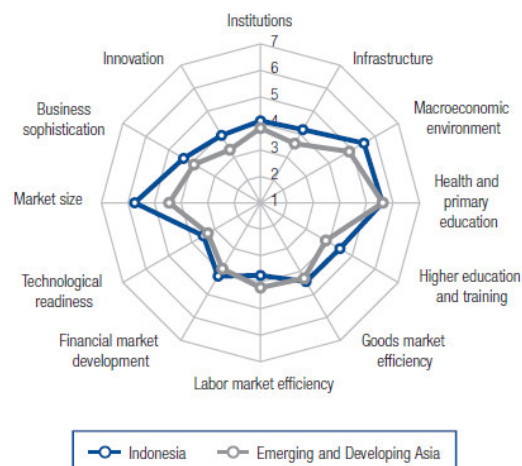 Institutions
7
6
5
4
3
2
1
Infrastructure
Macroeconomic
environment
Health and
primary
education
Higher education
and training
Goods market
efficiency
Labor market efficiency
Financial market
development
Technological
readiness
Market size
Business
sophistication
Innovation
Indonesia
Emerging and Developing Asia